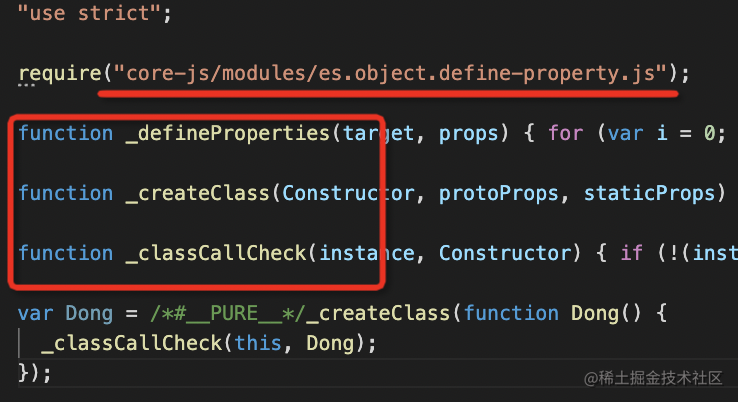 "use strict";
require("core-js/modules/es.object.define-property.js");
function _defineProperties(target, props) { for (var i = 0;
function _createClass(Constructor, protoProps, staticProps)
function _classCallCheck(instance, Constructor) { if (!(inst
var Dong = /*#__PURE__*/_createClass(function Dong() {
  _classCallCheck(this, Dong);
});
@稀土掘金技术社区